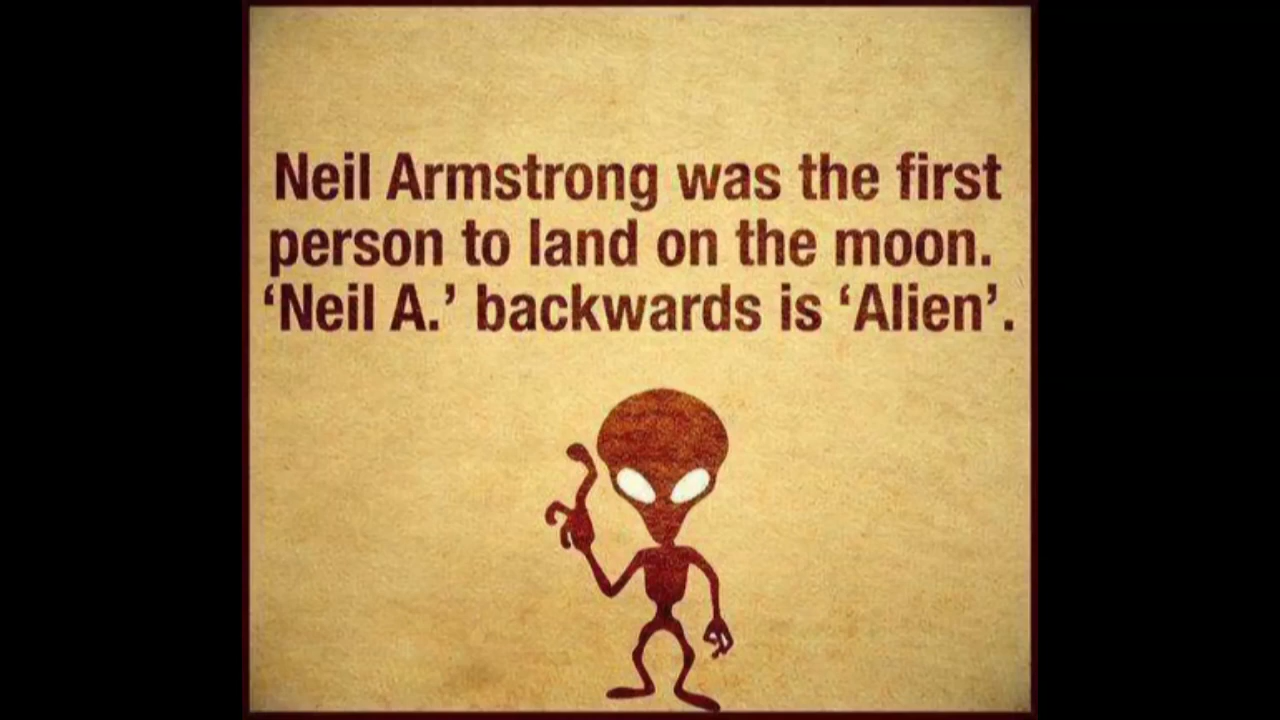 Neil Armstrong was the first
person to land on the moon.
‘Neil A.’ backwards is ‘Alien’.